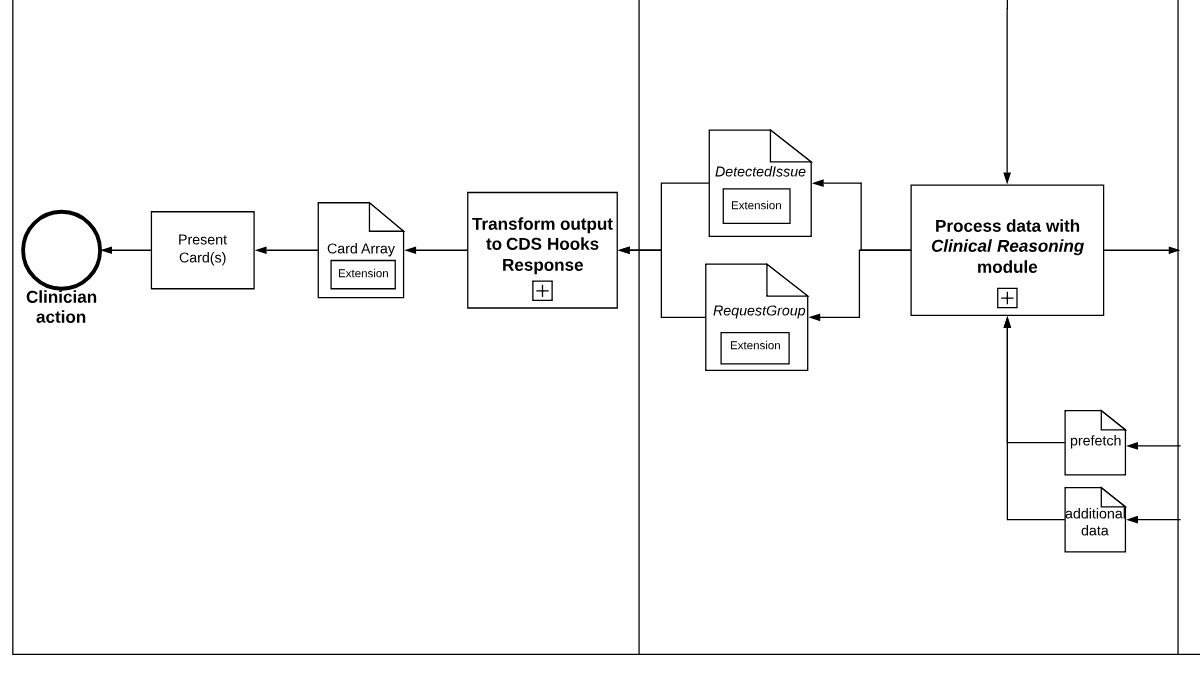 Clinician
action
Present
Card(s)
Card Array
Extension
Transform output
to CDS Hooks
Response
DetectedIssue
Extension
RequestGroup
Extension
Process data with
Clinical Reasoning
module
prefetch
additional
data